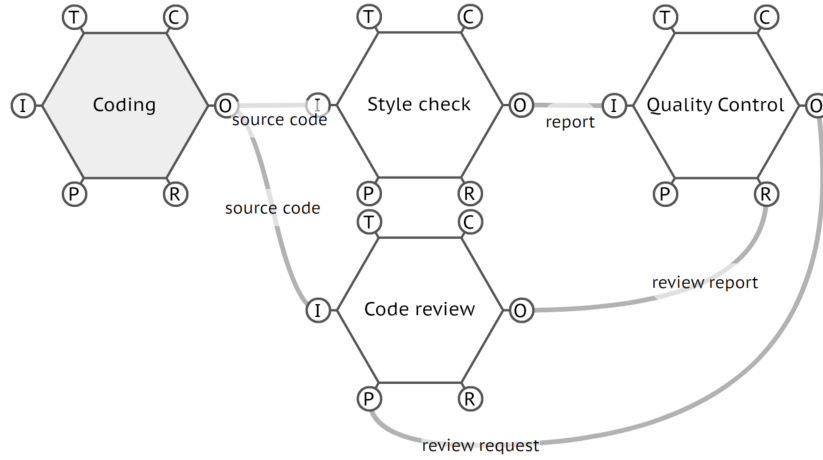 T C T C T C
I Coding O I Style check O I Quality Control O
source code report
P R P R P R
source code T C
review report
I Code review O
P R
review request